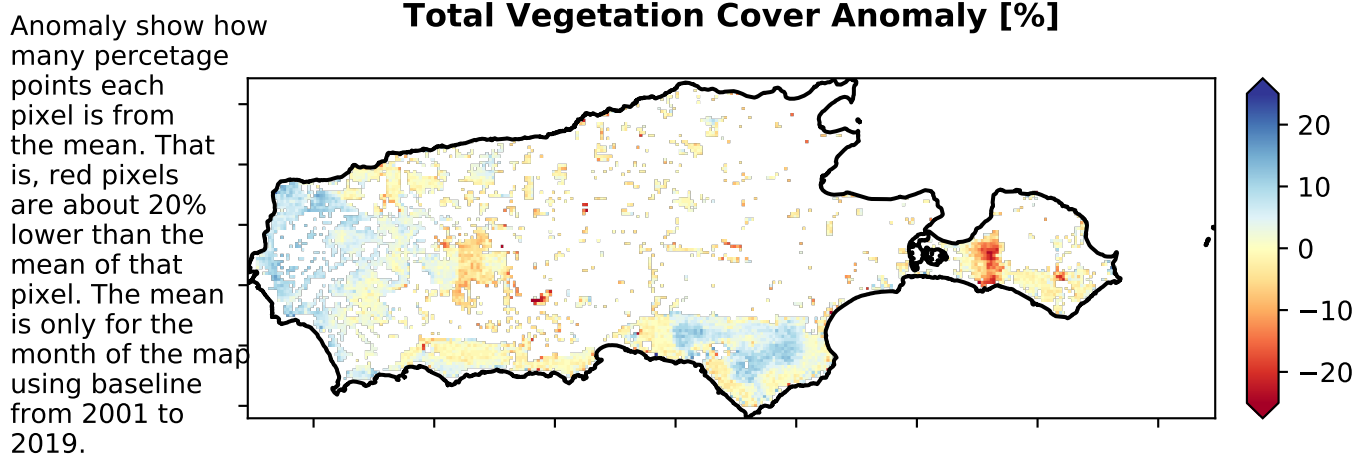 Total Vegetation Cover Anomaly [%]
Anomaly show how
many percetage
points each
pixel is from
the mean. That
is, red pixels
are about 20%
lower than the
mean of that
pixel. The mean
is only for the
month of the map
using baseline
from 2001 to
2019.
20
10
0
−10
−20